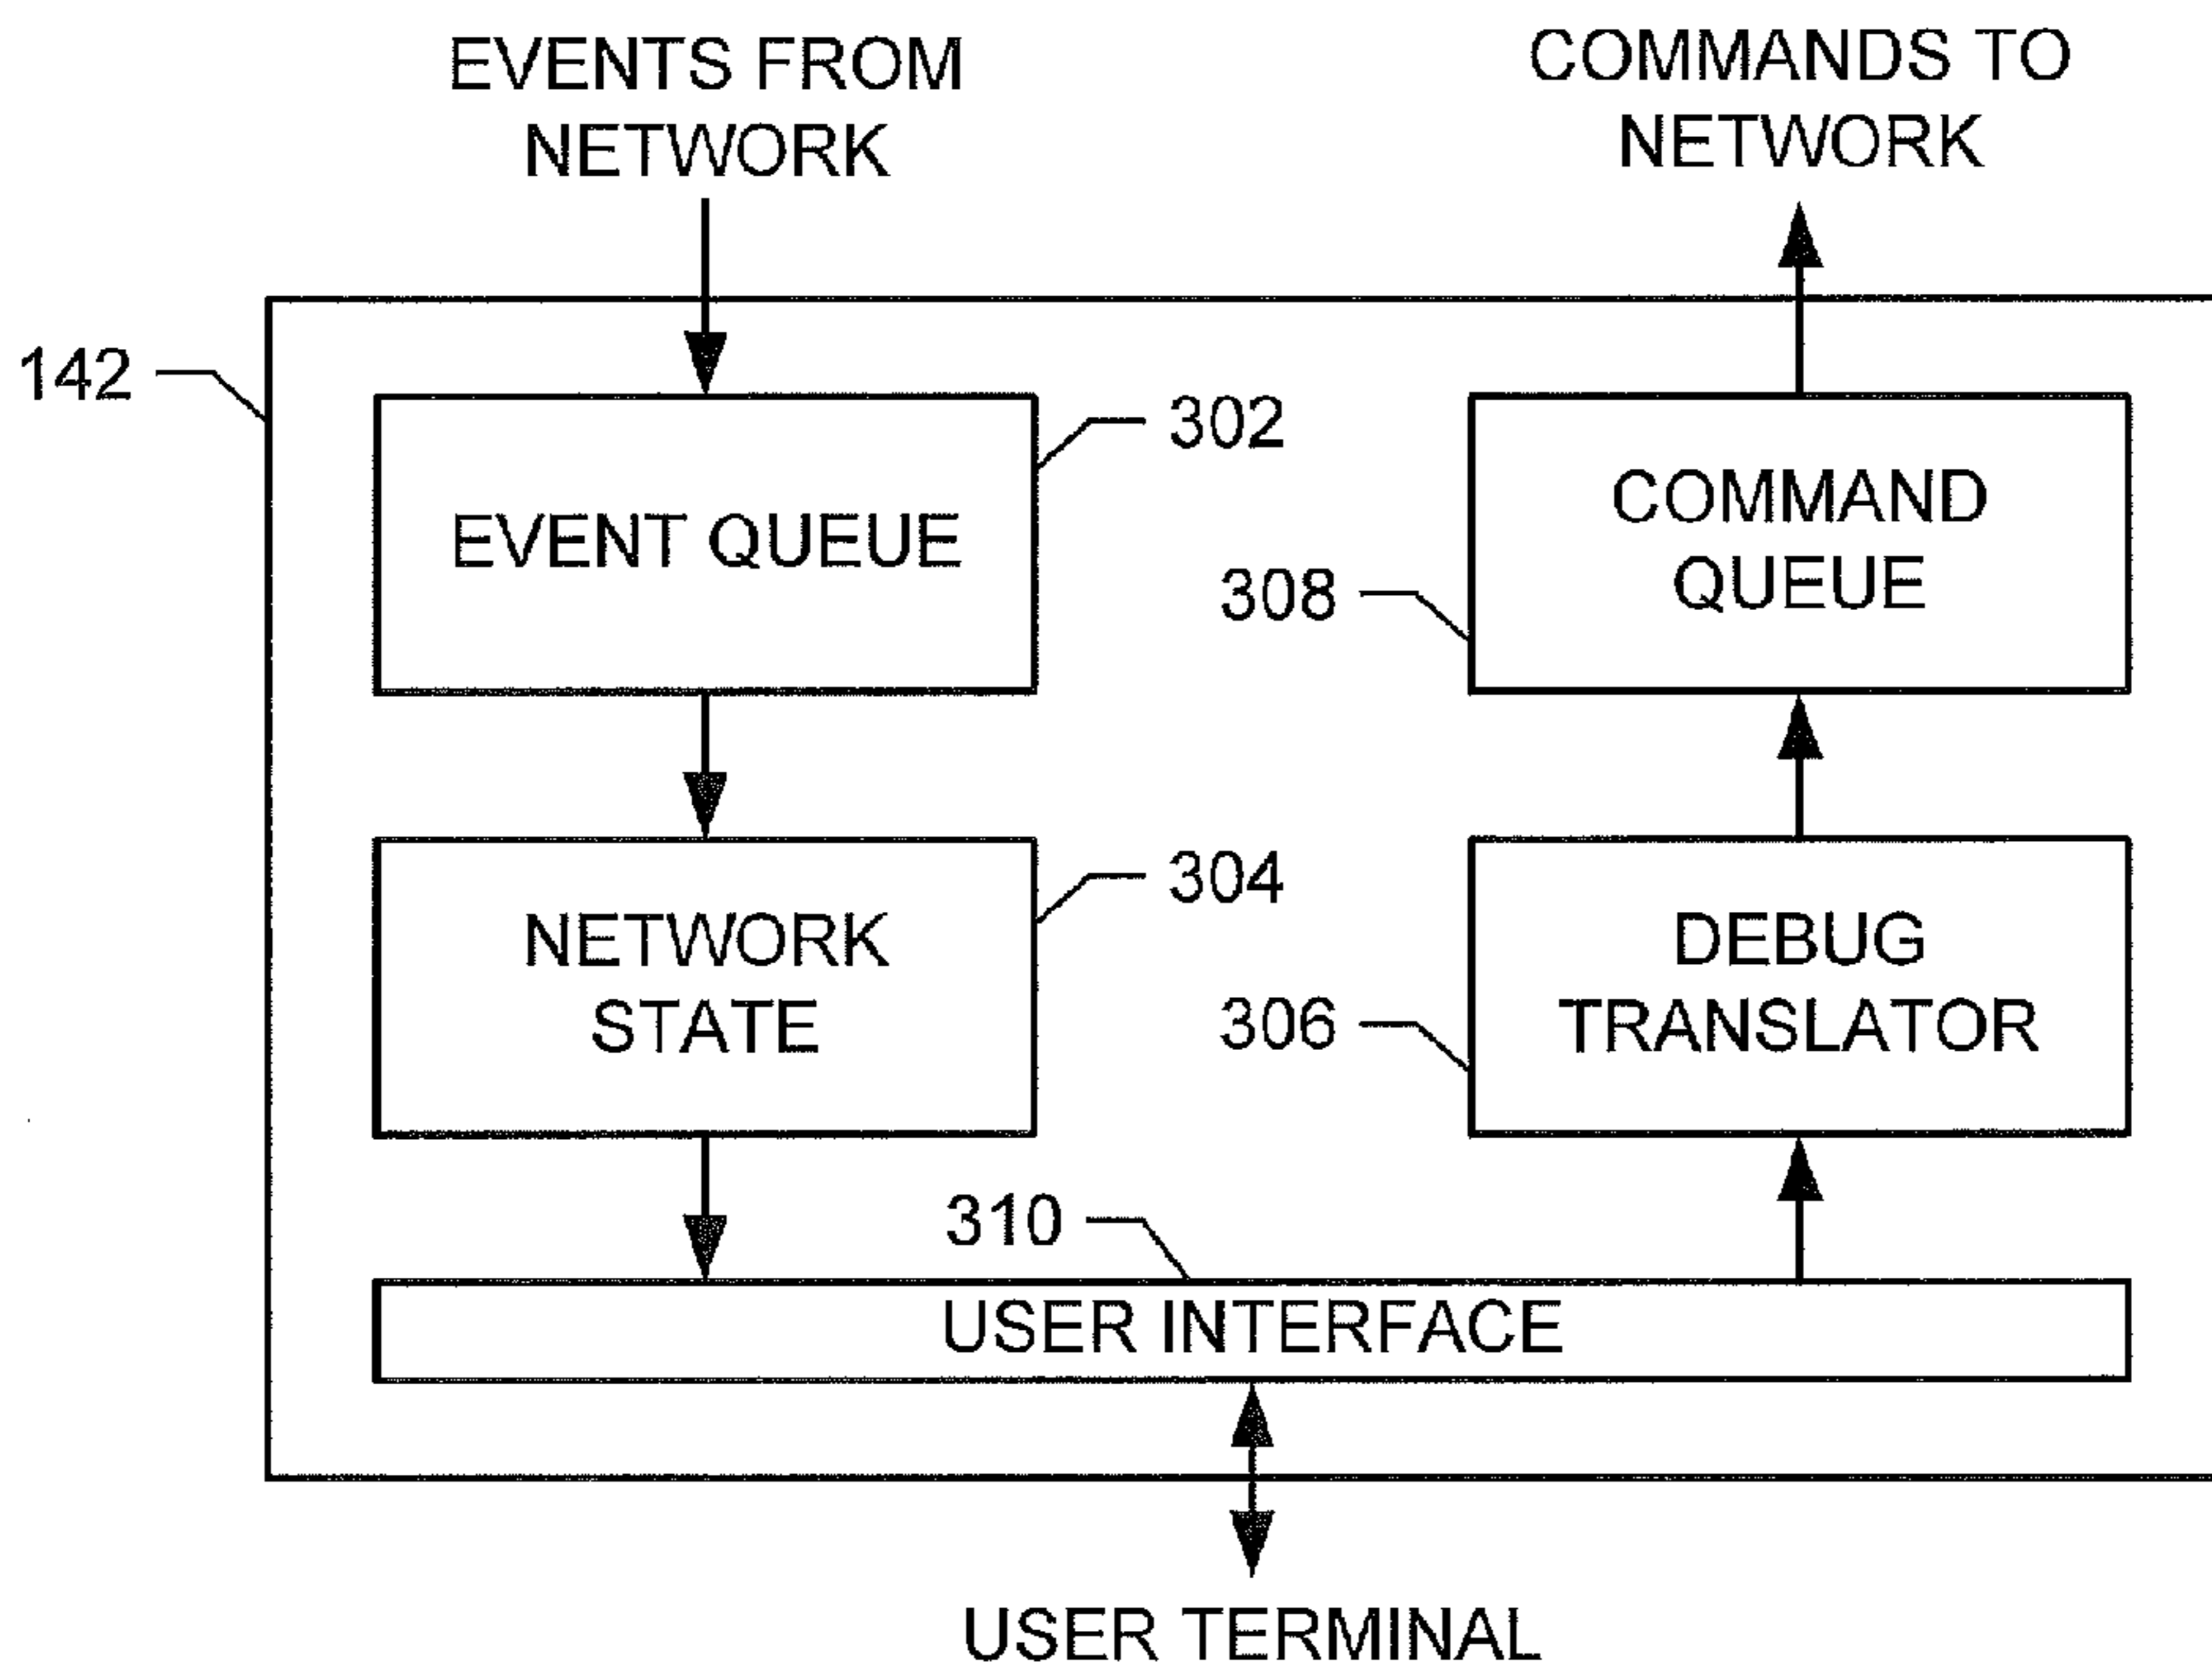 EVENTS FROM
NETWORK
COMMANDS TO
NETWORK
142
302
EVENT QUEUE
COMMAND
QUEUE
308
304
NETWORK
STATE
DEBUG
TRANSLATOR
306
310
USER INTERFACE
USER TERMINAL